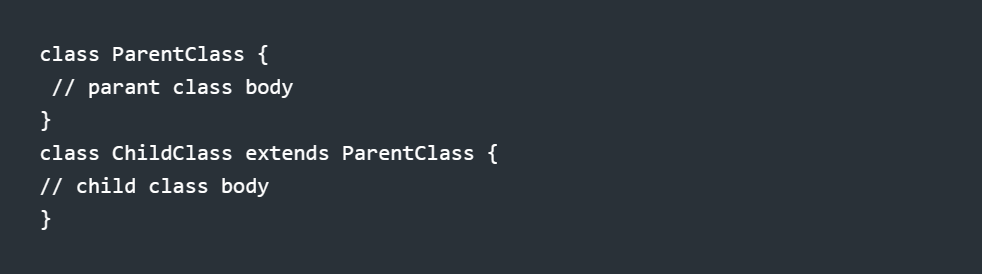 class ParentClass {
// parant class body
}
class ChildClass extends ParentClass {
// child class body
}